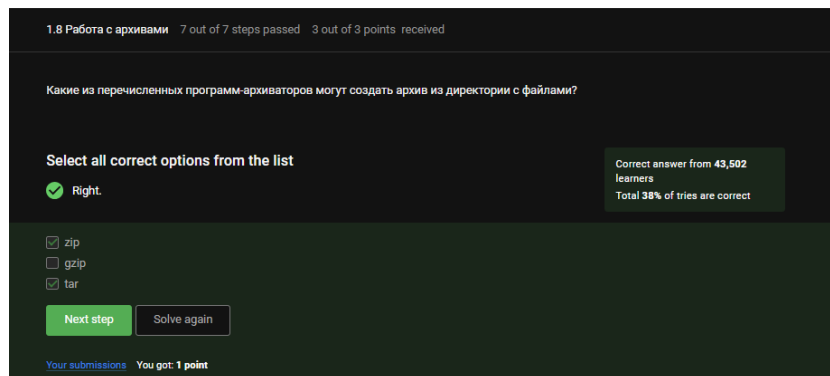 1.8 Работа с архивами 7 out of 7 steps passed 3 out of 3 points received
Какие из перечисленных программ-архиваторов могут создать архив из директории с файлами?
Select all correct options from the list
Right.
Correct answer from 43,502
learners
Total 38% of tries are correct
zip
gzip
tar
Next step Solve again
Your submissions You got: 1 point